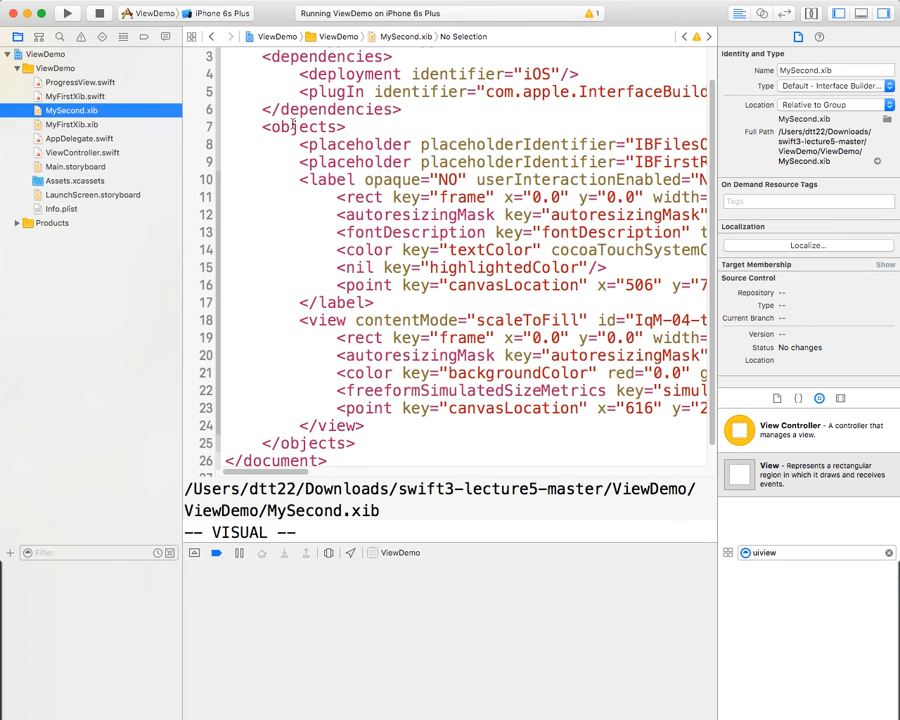 ViewDemo
iPhone 6s Plus
Running ViewDemo on iPhone 6s Plus
1
ViewDemo
ViewDemo
MySecond.xib
No Selection
ViewDemo
ViewDemo
ProgressView.swift
MyFirstXib.swift
MySecond.xib
MyFirstXib.xib
AppDelegate.swift
ViewController.swift
Main.storyboard
Assets.xcassets
LaunchScreen.storyboard
Info.plist
Products
Filter
3 <dependencies>
4 <deployment identifier="iOS"/>
5 <plugIn identifier="com.apple.InterfaceBuild
6 </dependencies>
7 <objects>
8 <placeholder placeholderIdentifier="IBFilesO
9 <placeholder placeholderIdentifier="IBFirstR
10 <label opaque="NO" userInteractionEnabled="N
11 <rect key="frame" x="0.0" y="0.0" width=
12 <autoresizingMask key="autoresizingMask"
13 <fontDescription key="fontDescription" t
14 <color key="textColor" cocoaTouchSystemC
15 <nil key="highlightedColor"/>
16 <point key="canvasLocation" x="506" y="7
17 </label>
18 <view contentMode="scaleToFill" id="IqM-04-t
19 <rect key="frame" x="0.0" y="0.0" width=
20 <autoresizingMask key="autoresizingMask"
21 <color key="backgroundColor" red="0.0" g
22 <freeformSimulatedSizeMetrics key="simul
23 <point key="canvasLocation" x="616" y="2
24 </view>
25 </objects>
26 </document>
/Users/dtt22/Downloads/swift3-lecture5-master/ViewDemo/
ViewDemo/MySecond.xib
-- VISUAL --
ViewDemo
Identity and Type
Name MySecond.xib
Type Default - Interface Builder...
Location Relative to Group
MySecond.xib
Full Path /Users/dtt22/Downloads/
swift3-lecture5-master/
ViewDemo/ViewDemo/
MySecond.xib
On Demand Resource Tags
Tags
Localization
Localize...
Target Membership Show
Source Control
Repository --
Type --
Current Branch --
Version --
Status No changes
Location
View Controller - A controller that
manages a view.
View - Represents a rectangular
region in which it draws and receives
events.
uiview